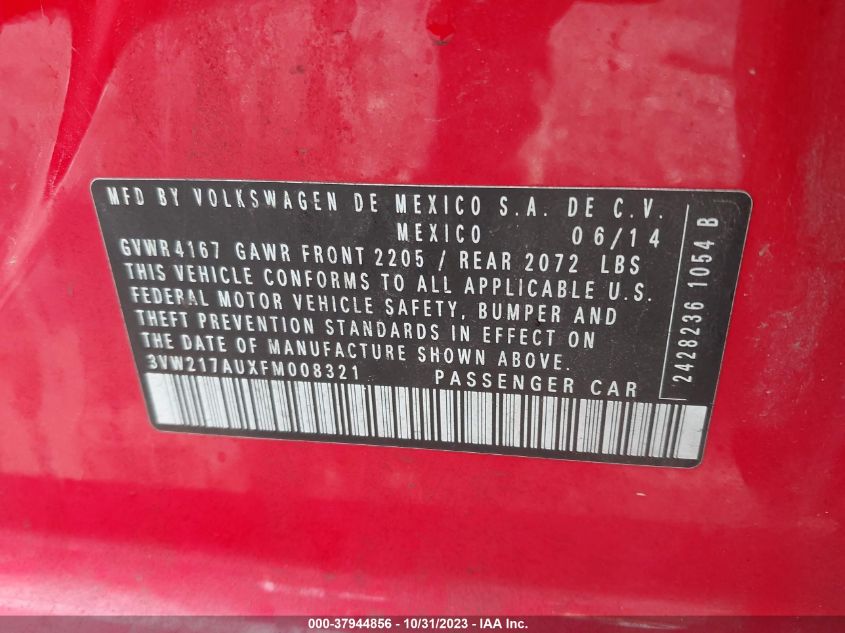 MFD BY VOLKSWAGEN DE MEXICO S.A. DE C.V.
MEXICO 06/14
GVWR4167 GAWR FRONT 2205 / REAR 2072 LBS
THIS VEHICLE CONFORMS TO ALL APPLICABLE U.S.
FEDERAL MOTOR VEHICLE SAFETY, BUMPER AND
THEFT PREVENTION STANDARDS IN EFFECT ON
THE DATE OF MANUFACTURE SHOWN ABOVE.
3VW217AUXFM008321 PASSENGER CAR
2428236 1054 B
000-37944856 - 10/31/2023 - IAA Inc.